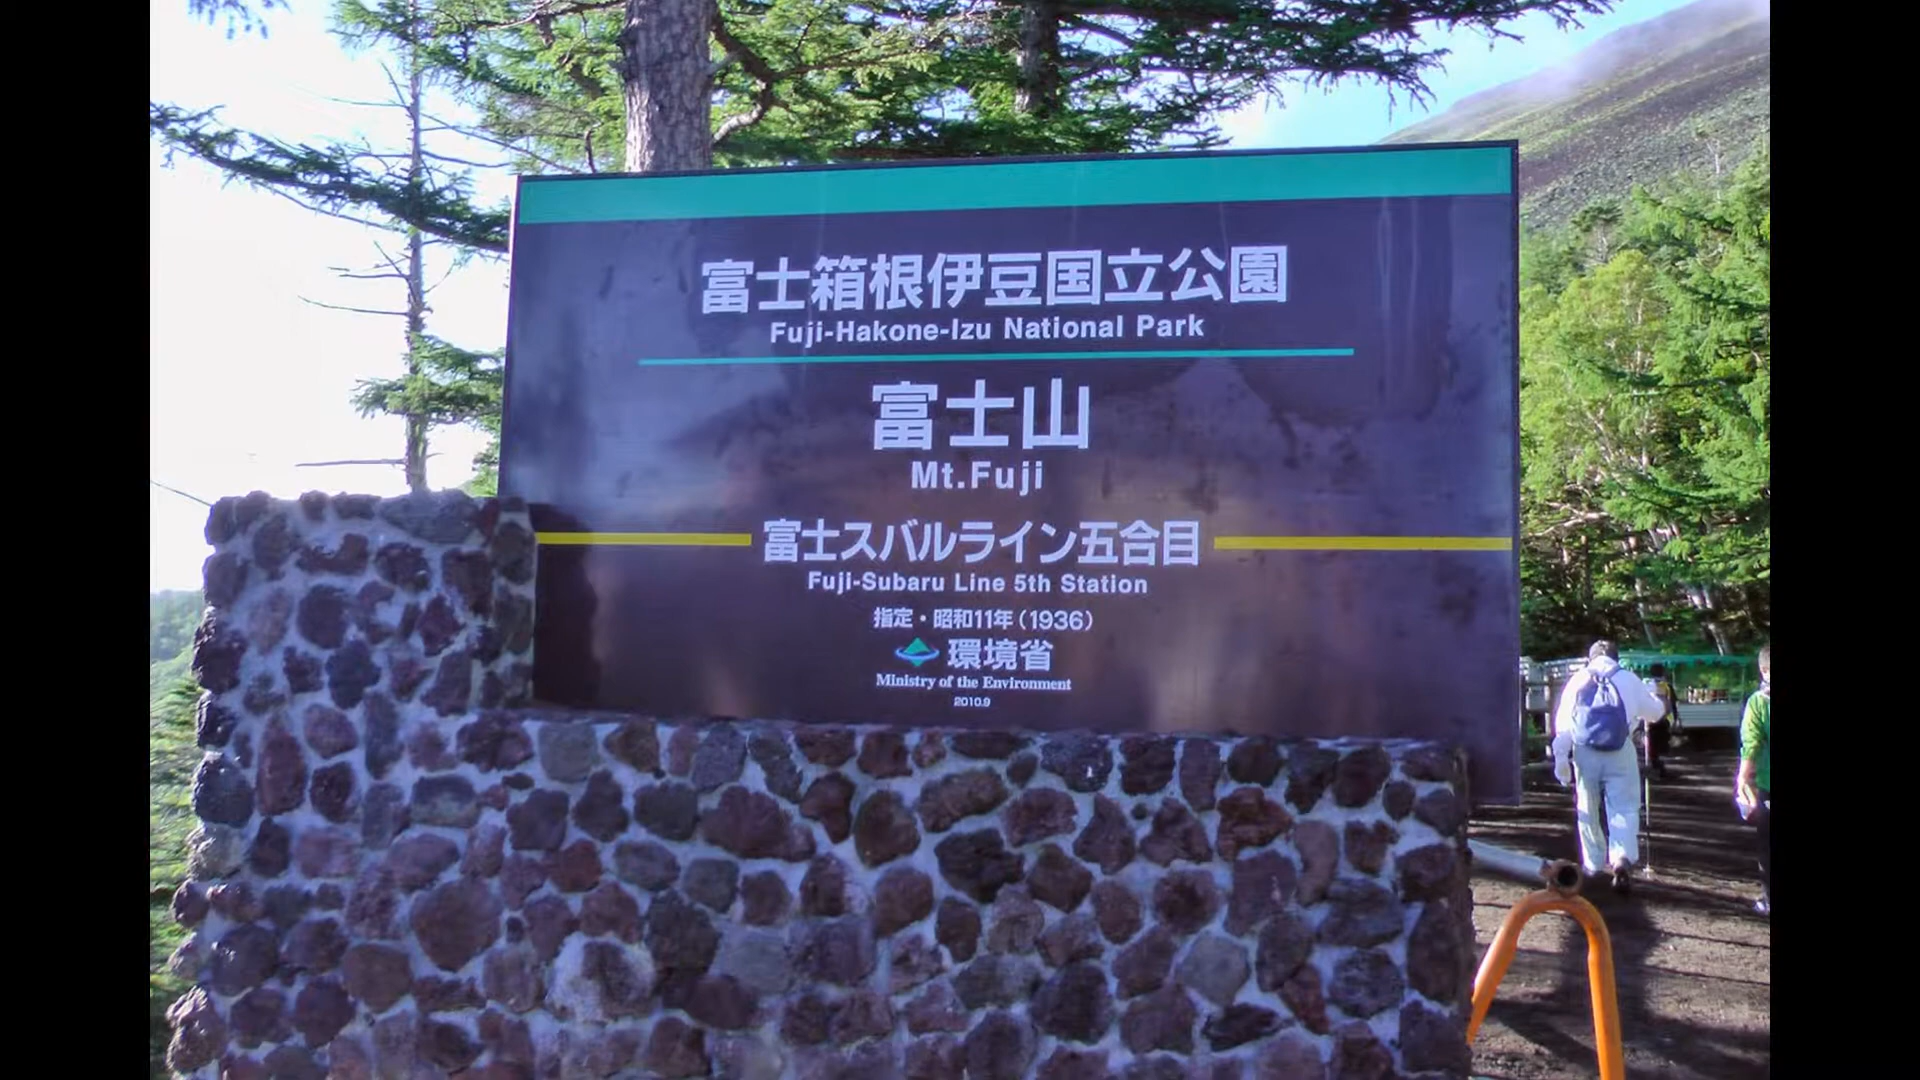 富士箱根伊豆国立公園
Fuji-Hakone-Izu National Park
富士山
Mt.Fuji
富士スバルライン五合目
Fuji-Subaru Line 5th Station
指定・昭和11年(1936)
環境省
Ministry of the Environment
2010.9